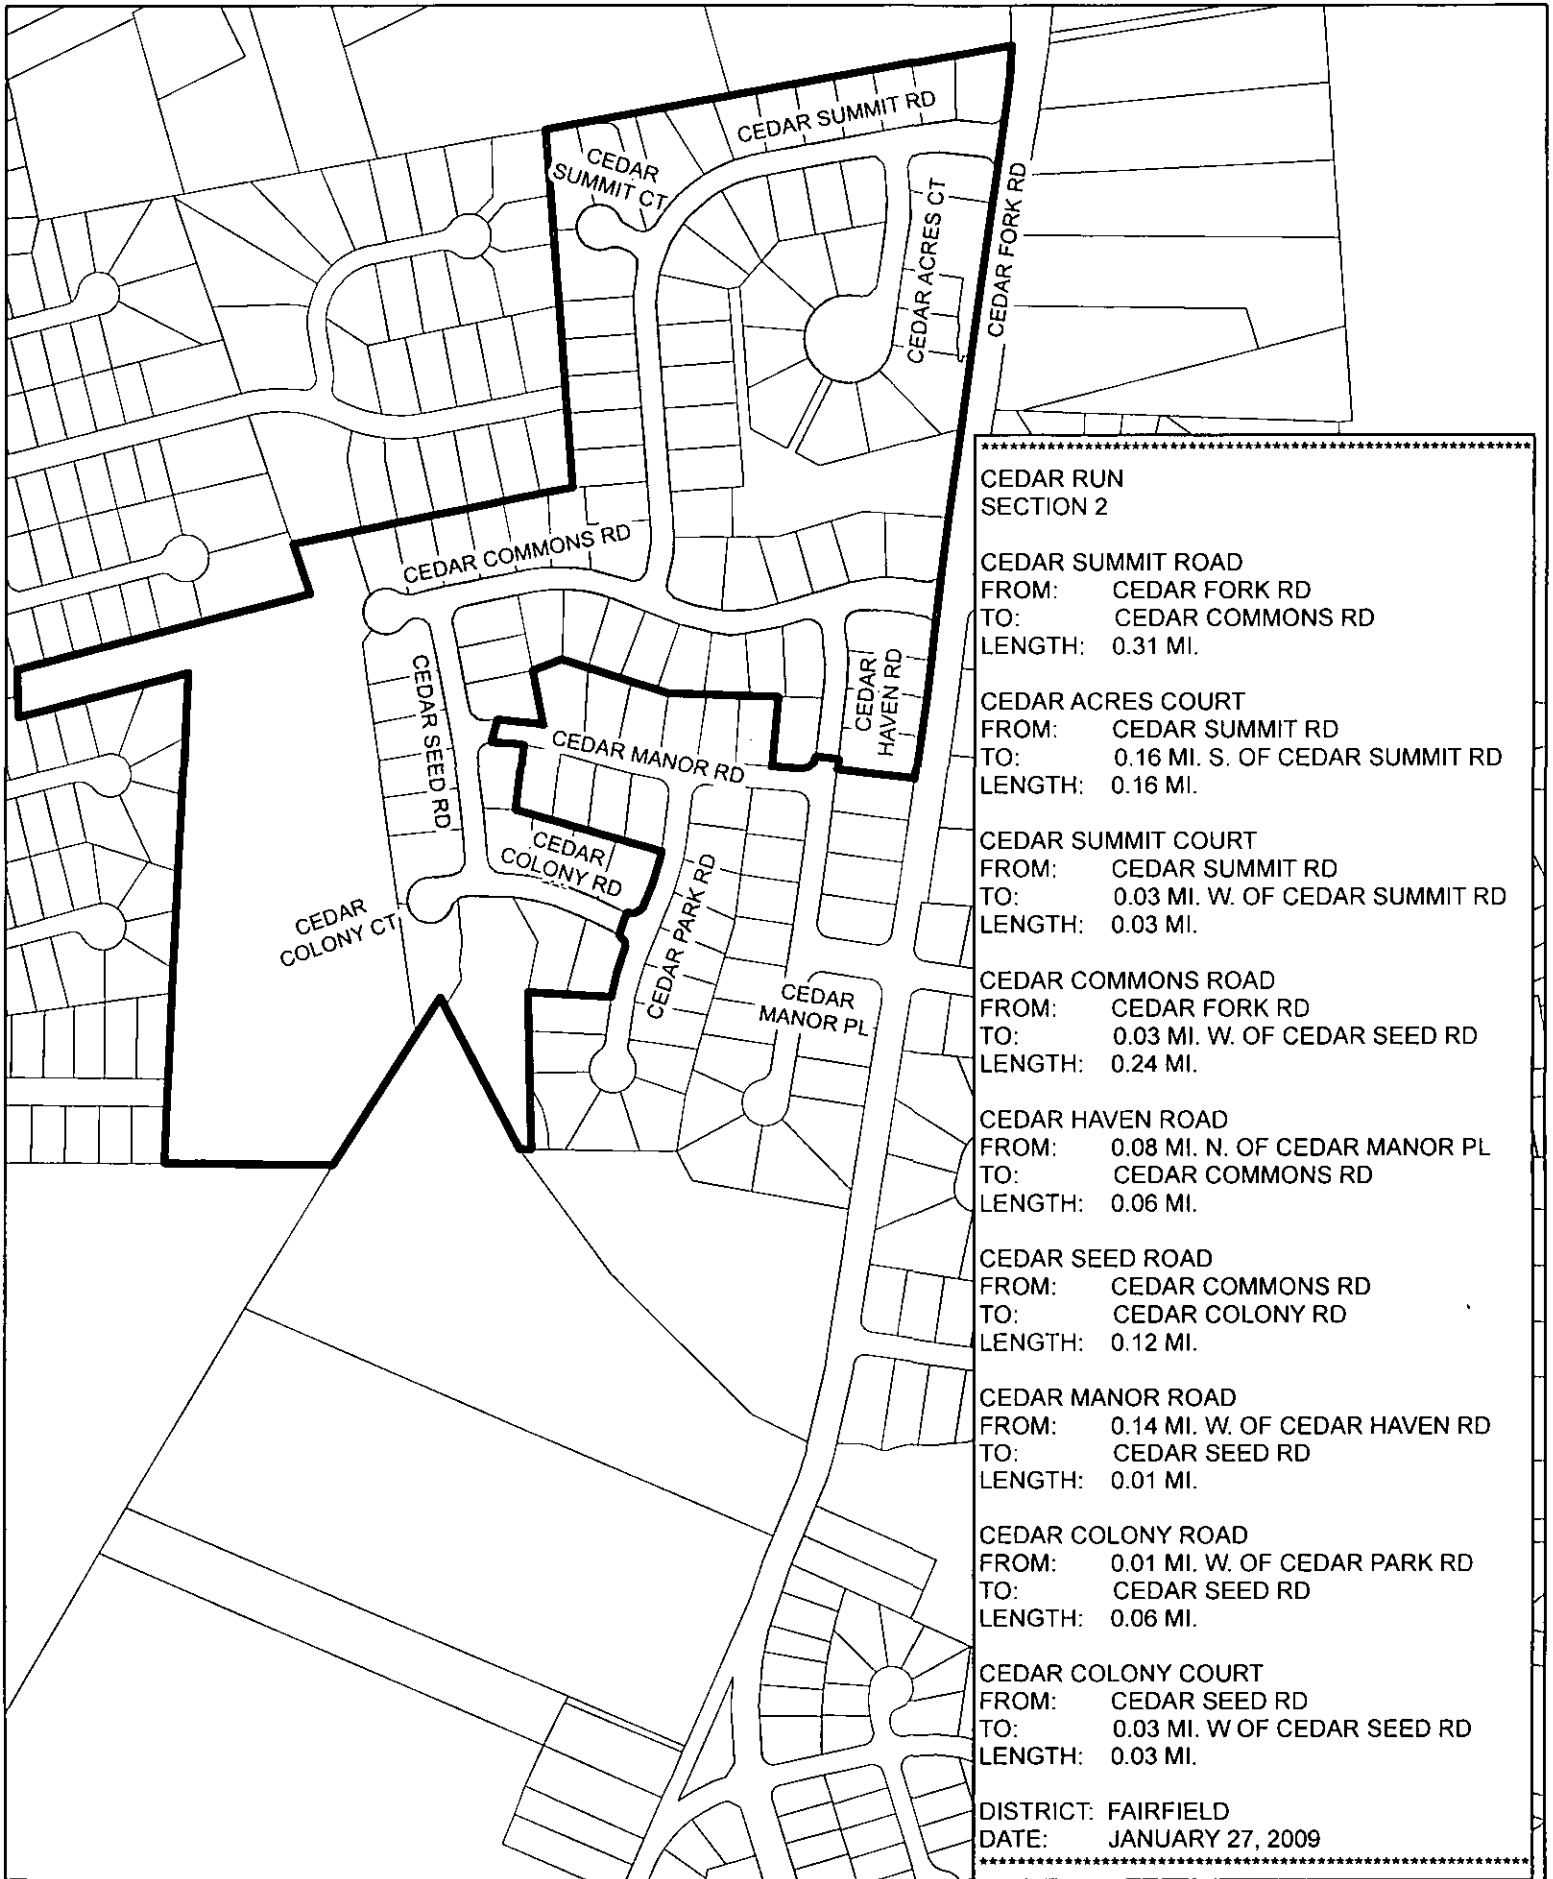 CEDAR SUMMIT RD
CEDAR
SUMMIT CT
CEDAR ACRES CT
CEDAR FORK RD
CEDAR COMMONS RD
CEDAR SEED RD
CEDAR
HAVEN RD
CEDAR MANOR RD
CEDAR
COLONY RD
CEDAR PARK RD
CEDAR
COLONY CT
CEDAR
MANOR PL
CEDAR RUN
SECTION 2
CEDAR SUMMIT ROAD
FROM: CEDAR FORK RD
TO: CEDAR COMMONS RD
LENGTH: 0.31 MI.
CEDAR ACRES COURT
FROM: CEDAR SUMMIT RD
TO: 0.16 MI. S. OF CEDAR SUMMIT RD
LENGTH: 0.16 MI.
CEDAR SUMMIT COURT
FROM: CEDAR SUMMIT RD
TO: 0.03 MI. W. OF CEDAR SUMMIT RD
LENGTH: 0.03 MI.
CEDAR COMMONS ROAD
FROM: CEDAR FORK RD
TO: 0.03 MI. W. OF CEDAR SEED RD
LENGTH: 0.24 MI.
CEDAR HAVEN ROAD
FROM: 0.08 MI. N. OF CEDAR MANOR PL
TO: CEDAR COMMONS RD
LENGTH: 0.06 MI.
CEDAR SEED ROAD
FROM: CEDAR COMMONS RD
TO: CEDAR COLONY RD
LENGTH: 0.12 MI.
CEDAR MANOR ROAD
FROM: 0.14 MI. W. OF CEDAR HAVEN RD
TO: CEDAR SEED RD
LENGTH: 0.01 MI.
CEDAR COLONY ROAD
FROM: 0.01 MI. W. OF CEDAR PARK RD
TO: CEDAR SEED RD
LENGTH: 0.06 MI.
CEDAR COLONY COURT
FROM: CEDAR SEED RD
TO: 0.03 MI. W OF CEDAR SEED RD
LENGTH: 0.03 MI.
DISTRICT: FAIRFIELD
DATE: JANUARY 27, 2009